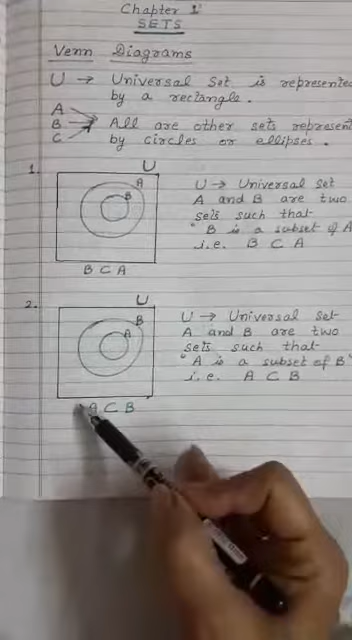 Chapter 1
SETS
Venn Diagrams
U → Universal Set is represented
by a rectangle.
A
B
C
All are other sets represent
by circles or ellipses.
1.
U
A
B
B ⊂ A
U → Universal set
A and B are two
sets such that
"B is a subset of A
i.e. B ⊂ A
2.
U
B
A
A ⊂ B
U → Universal set
A and B are two
sets such that
"A is a subset of B"
i.e. A ⊂ B